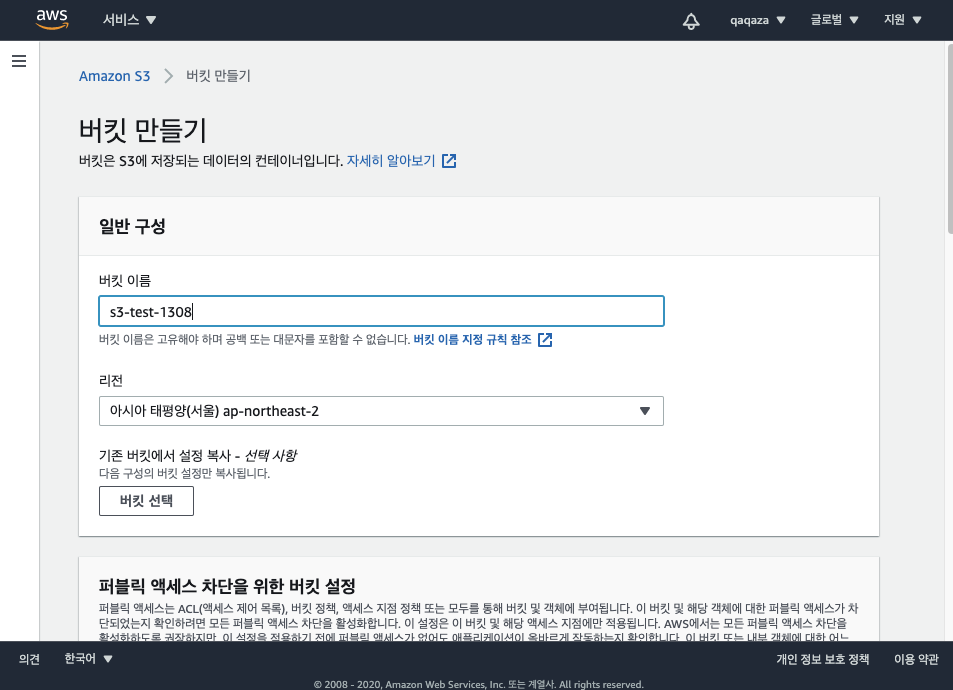 aws 서비스 qaqaza 글로벌 지원
Amazon S3 버킷 만들기
버킷 만들기
버킷은 S3에 저장되는 데이터의 컨테이너입니다. 자세히 알아보기
일반 구성
버킷 이름
s3-test-1308
버킷 이름은 고유해야 하며 공백 또는 대문자를 포함할 수 없습니다. 버킷 이름 지정 규칙 참조
리전
아시아 태평양(서울) ap-northeast-2
기존 버킷에서 설정 복사 - 선택 사항
다음 구성의 버킷 설정만 복사됩니다.
버킷 선택
퍼블릭 액세스 차단을 위한 버킷 설정
퍼블릭 액세스는 ACL(액세스 제어 목록), 버킷 정책, 액세스 지점 정책 또는 모두를 통해 버킷 및 객체에 부여됩니다. 이 버킷 및 해당 객체에 대한 퍼블릭 액세스가 차
단되었는지 확인하려면 모든 퍼블릭 액세스 차단을 활성화합니다. 이 설정은 이 버킷 및 해당 액세스 지점에만 적용됩니다. AWS에서는 모든 퍼블릭 액세스 차단을
활성화하도록 권장하지만, 이 설정을 적용하기 전에 퍼블릭 액세스가 없어도 애플리케이션이 올바르게 작동하는지 확인합니다. 이 버킷 또는 내부 객체에 대한 어느
의견 한국어 개인 정보 보호 정책 이용 약관
© 2008 - 2020, Amazon Web Services, Inc. 또는 계열사. All rights reserved.